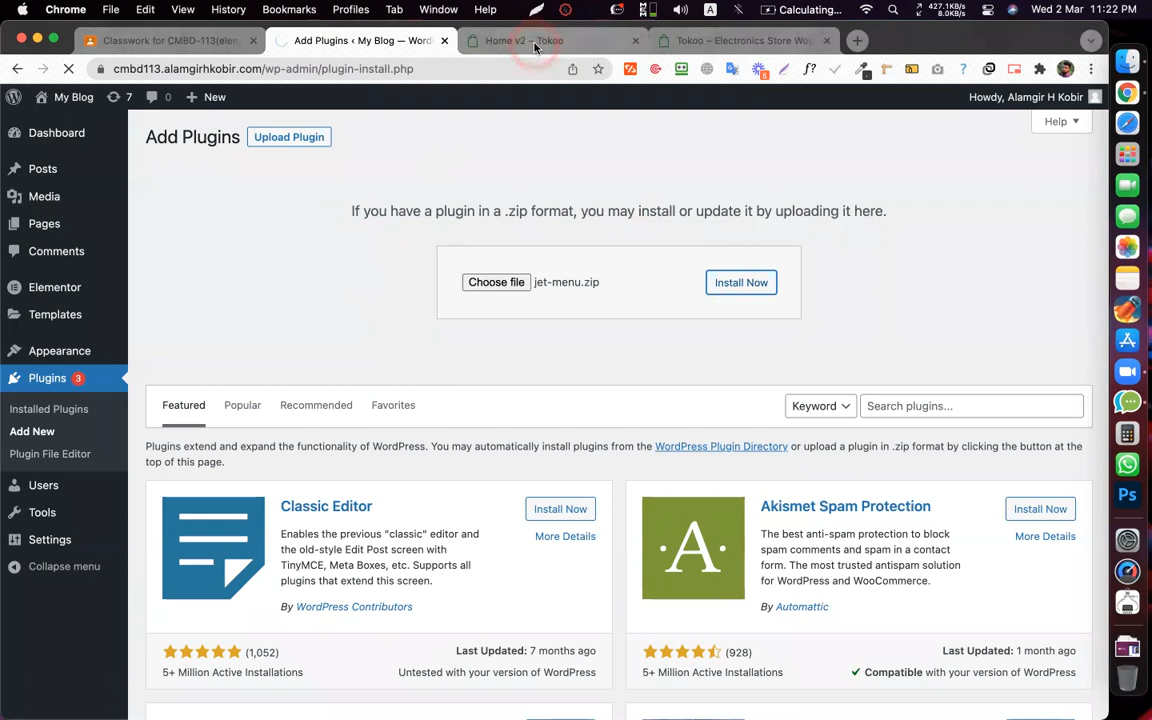 Chrome File Edit View History Bookmarks Profiles Tab Window Help A Calculating... 427.1KB/s 8.0KB/s Wed 2 Mar 11:22 PM
Classwork for CMBD-113(elen Add Plugins ‹ My Blog — Word Home v2 – Tokoo Tokoo – Electronics Store Woo
cmbd113.alamgirhkobir.com/wp-admin/plugin-install.php
My Blog 7 0 New Howdy, Alamgir H Kobir
Help
Add Plugins Upload Plugin
Dashboard
Posts
Media
Pages
Comments
Elementor
Templates
Appearance
Plugins 3
Installed Plugins
Add New
Plugin File Editor
Users
Tools
Settings
Collapse menu
If you have a plugin in a .zip format, you may install or update it by uploading it here.
Choose file jet-menu.zip Install Now
Featured Popular Recommended Favorites Keyword Search plugins...
Plugins extend and expand the functionality of WordPress. You may automatically install plugins from the WordPress Plugin Directory or upload a plugin in .zip format by clicking the button at the
top of this page.
Classic Editor
Install Now
More Details
Enables the previous "classic" editor and
the old-style Edit Post screen with
TinyMCE, Meta Boxes, etc. Supports all
plugins that extend this screen.
By WordPress Contributors
(1,052) Last Updated: 7 months ago
5+ Million Active Installations Untested with your version of WordPress
Akismet Spam Protection
Install Now
More Details
The best anti-spam protection to block
spam comments and spam in a contact
form. The most trusted antispam solution
for WordPress and WooCommerce.
By Automattic
(928) Last Updated: 1 month ago
5+ Million Active Installations Compatible with your version of WordPress